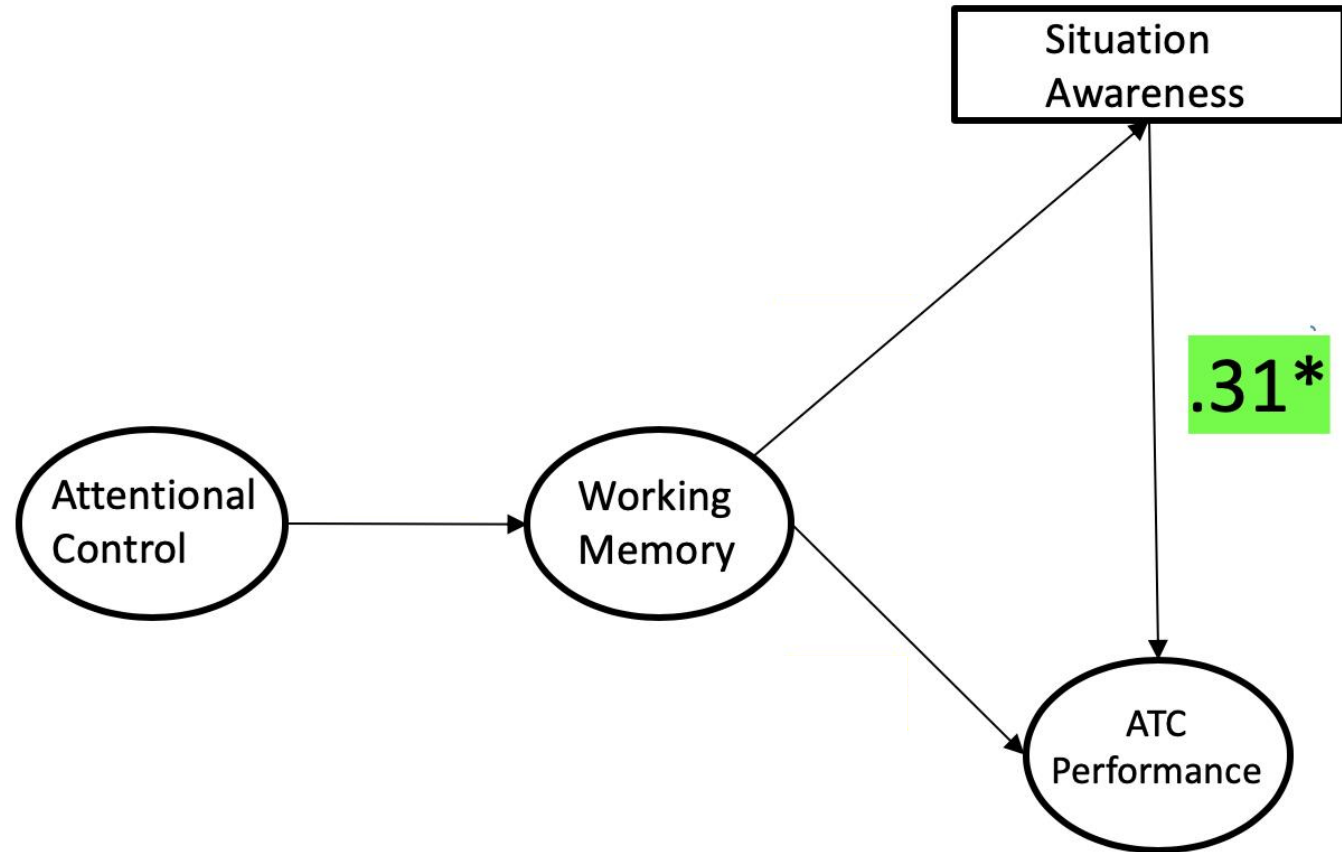 Situation
Awareness
.31*
Attentional
Control
Working
Memory
ATC
Performance